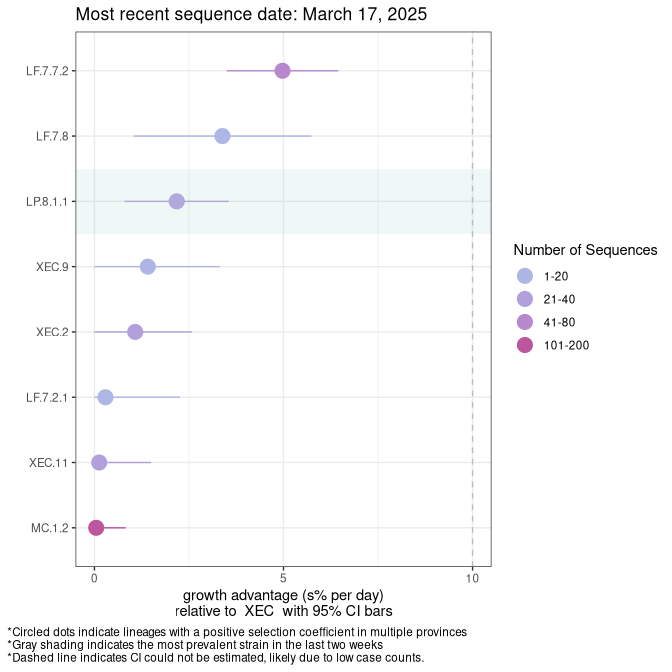 Most recent sequence date: March 17, 2025
LF.7.7.2
LF.7.8
LP.8.1.1
XEC.9
XEC.2
LF.7.2.1
XEC.11
MC.1.2
0
5
10
growth advantage (s% per day)
relative to XEC with 95% CI bars
Number of Sequences
1-20
21-40
41-80
101-200
*Circled dots indicate lineages with a positive selection coefficient in multiple provinces
*Gray shading indicates the most prevalent strain in the last two weeks
*Dashed line indicates CI could not be estimated, likely due to low case counts.